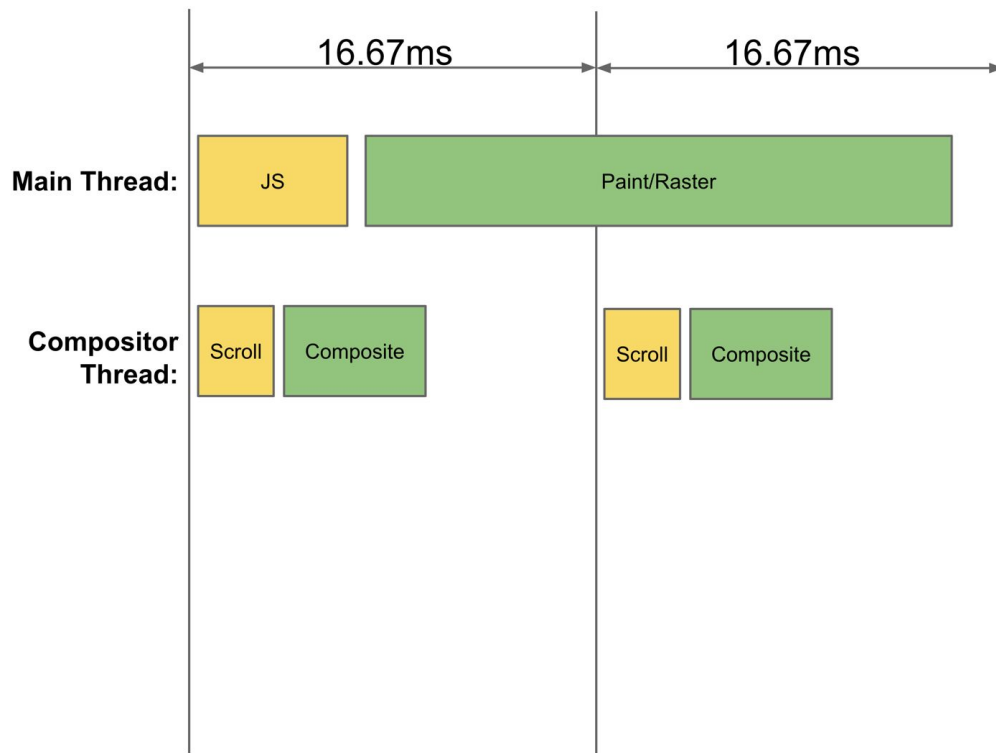 16.67ms 16.67ms
Main Thread: JS Paint/Raster
Compositor
Thread:
Scroll Composite Scroll Composite